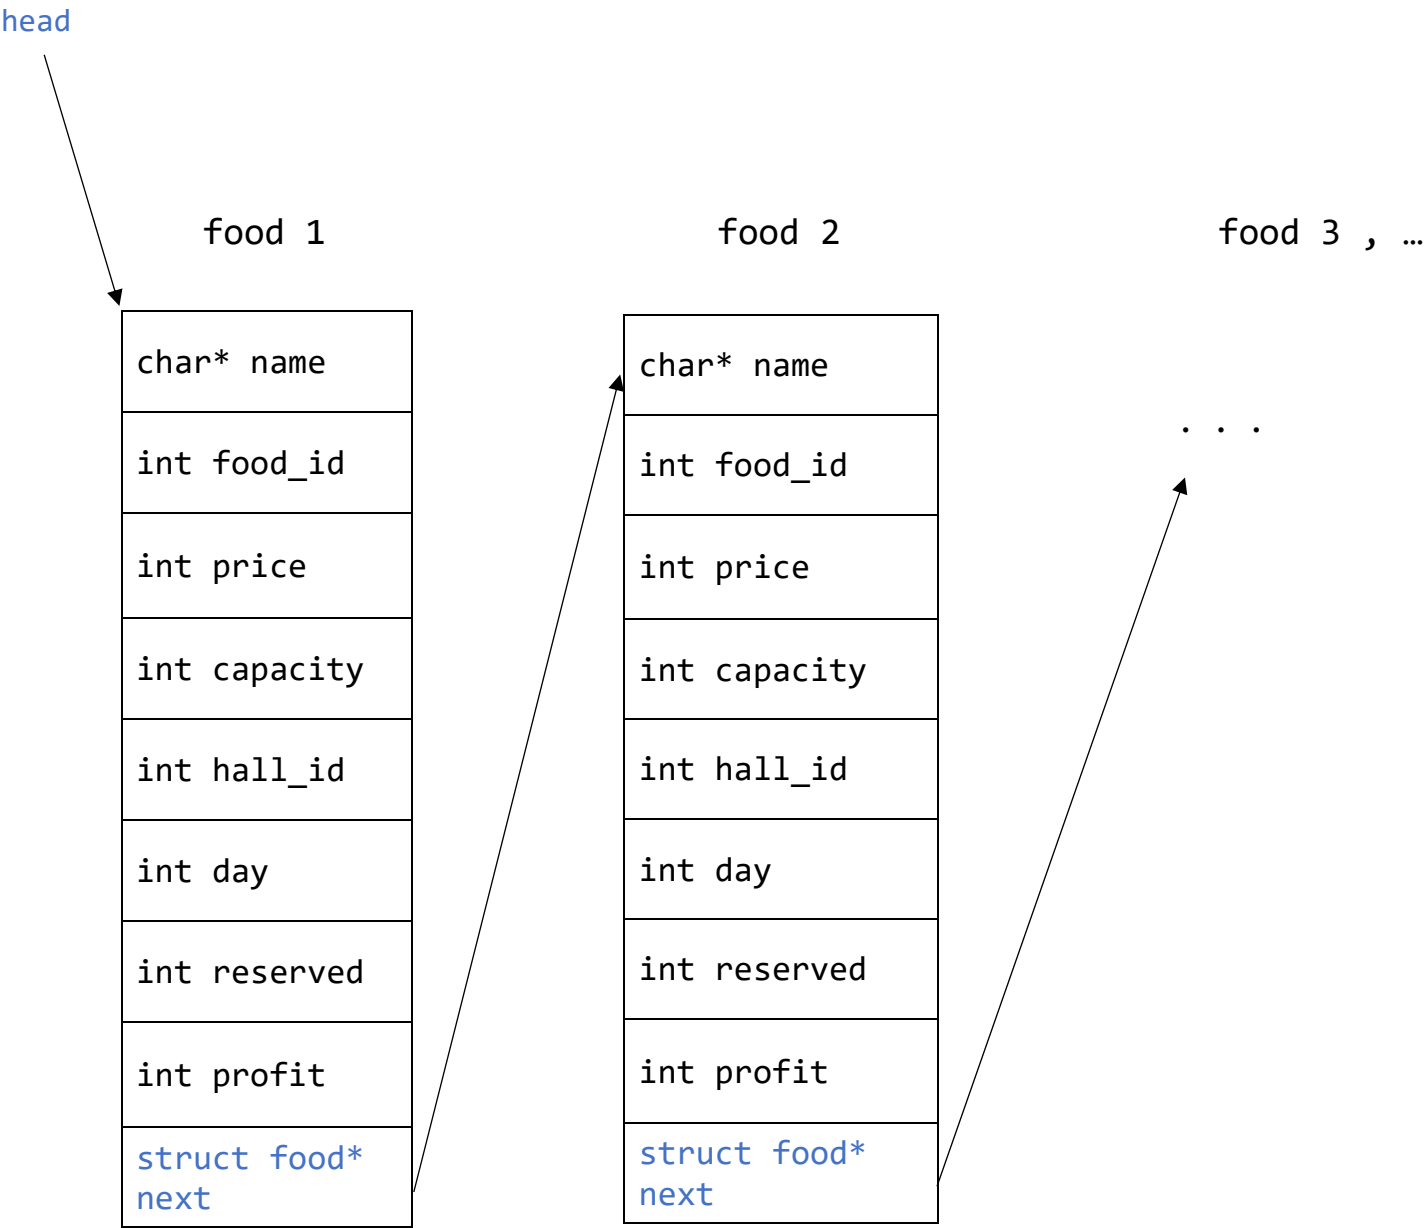 head
food 1
food 2
food 3 , …
char* name
int food_id
int price
int capacity
int hall_id
int day
int reserved
int profit
struct food*
next
char* name
int food_id
int price
int capacity
int hall_id
int day
int reserved
int profit
struct food*
next
. . .